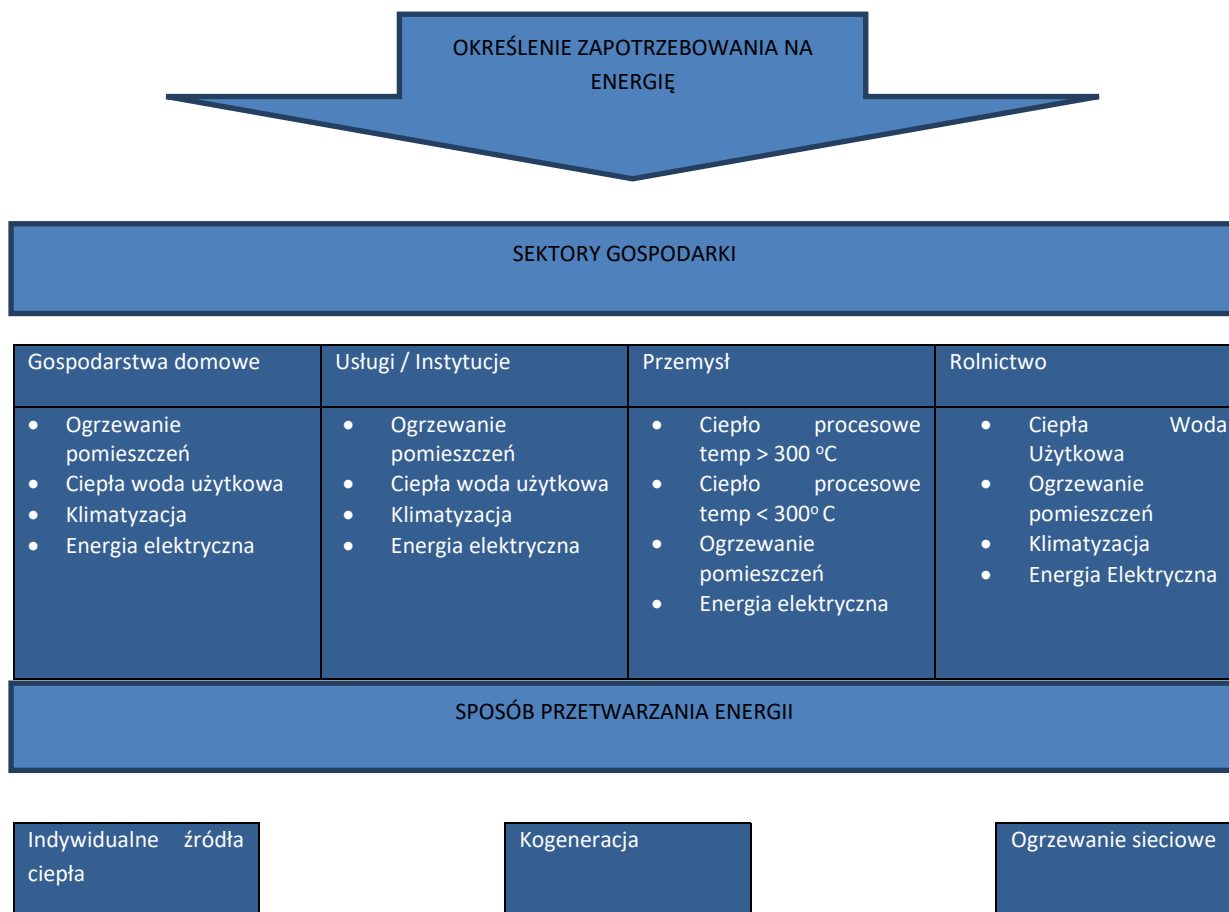 OKREŚLENIE ZAPOTRZEBOWANIA NA
ENERGIĘ
SEKTORY GOSPODARKI
Gospodarstwa domowe
• Ogrzewanie
pomieszczeń
• Ciepła woda użytkowa
• Klimatyzacja
• Energia elektryczna
Usługi / Instytucje
• Ogrzewanie
pomieszczeń
• Ciepła woda użytkowa
• Klimatyzacja
• Energia elektryczna
Przemysł
• Ciepło procesowe
temp > 300 °C
• Ciepło procesowe
temp < 300° C
• Ogrzewanie
pomieszczeń
• Energia elektryczna
Rolnictwo
• Ciepła Woda
Użytkowa
• Ogrzewanie
pomieszczeń
• Klimatyzacja
• Energia Elektryczna
SPOSÓB PRZETWARZANIA ENERGII
Indywidualne źródła
ciepła
Kogeneracja
Ogrzewanie sieciowe